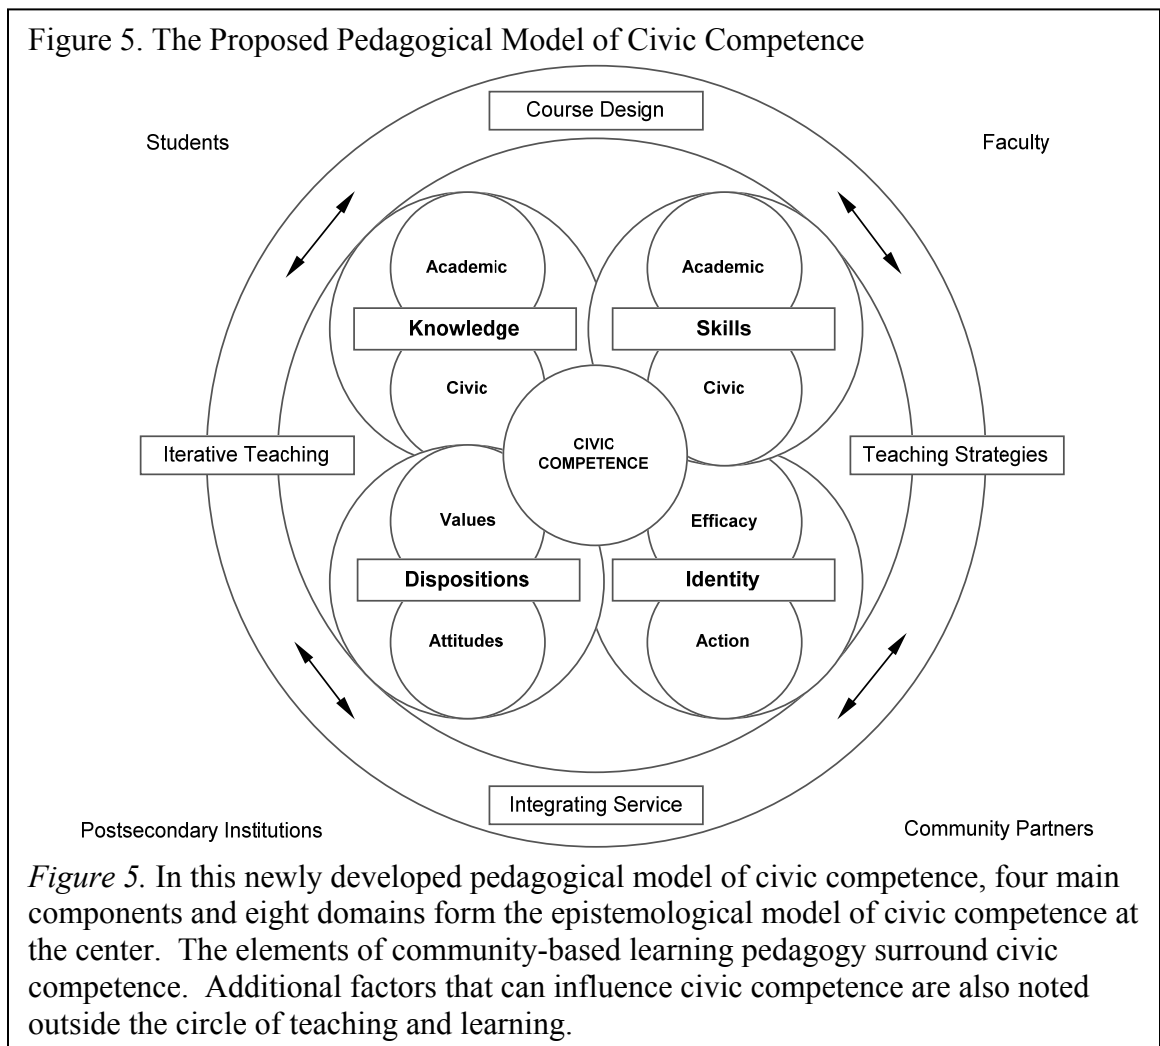 Figure 5. The Proposed Pedagogical Model of Civic Competence
Course Design
Students
Faculty
Academic
Academic
Knowledge
Skills
Civic
Civic
CIVIC
COMPETENCE
Iterative Teaching
Teaching Strategies
Values
Efficacy
Dispositions
Identity
Attitudes
Action
Integrating Service
Postsecondary Institutions
Community Partners
Figure 5. In this newly developed pedagogical model of civic competence, four main
components and eight domains form the epistemological model of civic competence at
the center. The elements of community-based learning pedagogy surround civic
competence. Additional factors that can influence civic competence are also noted
outside the circle of teaching and learning.